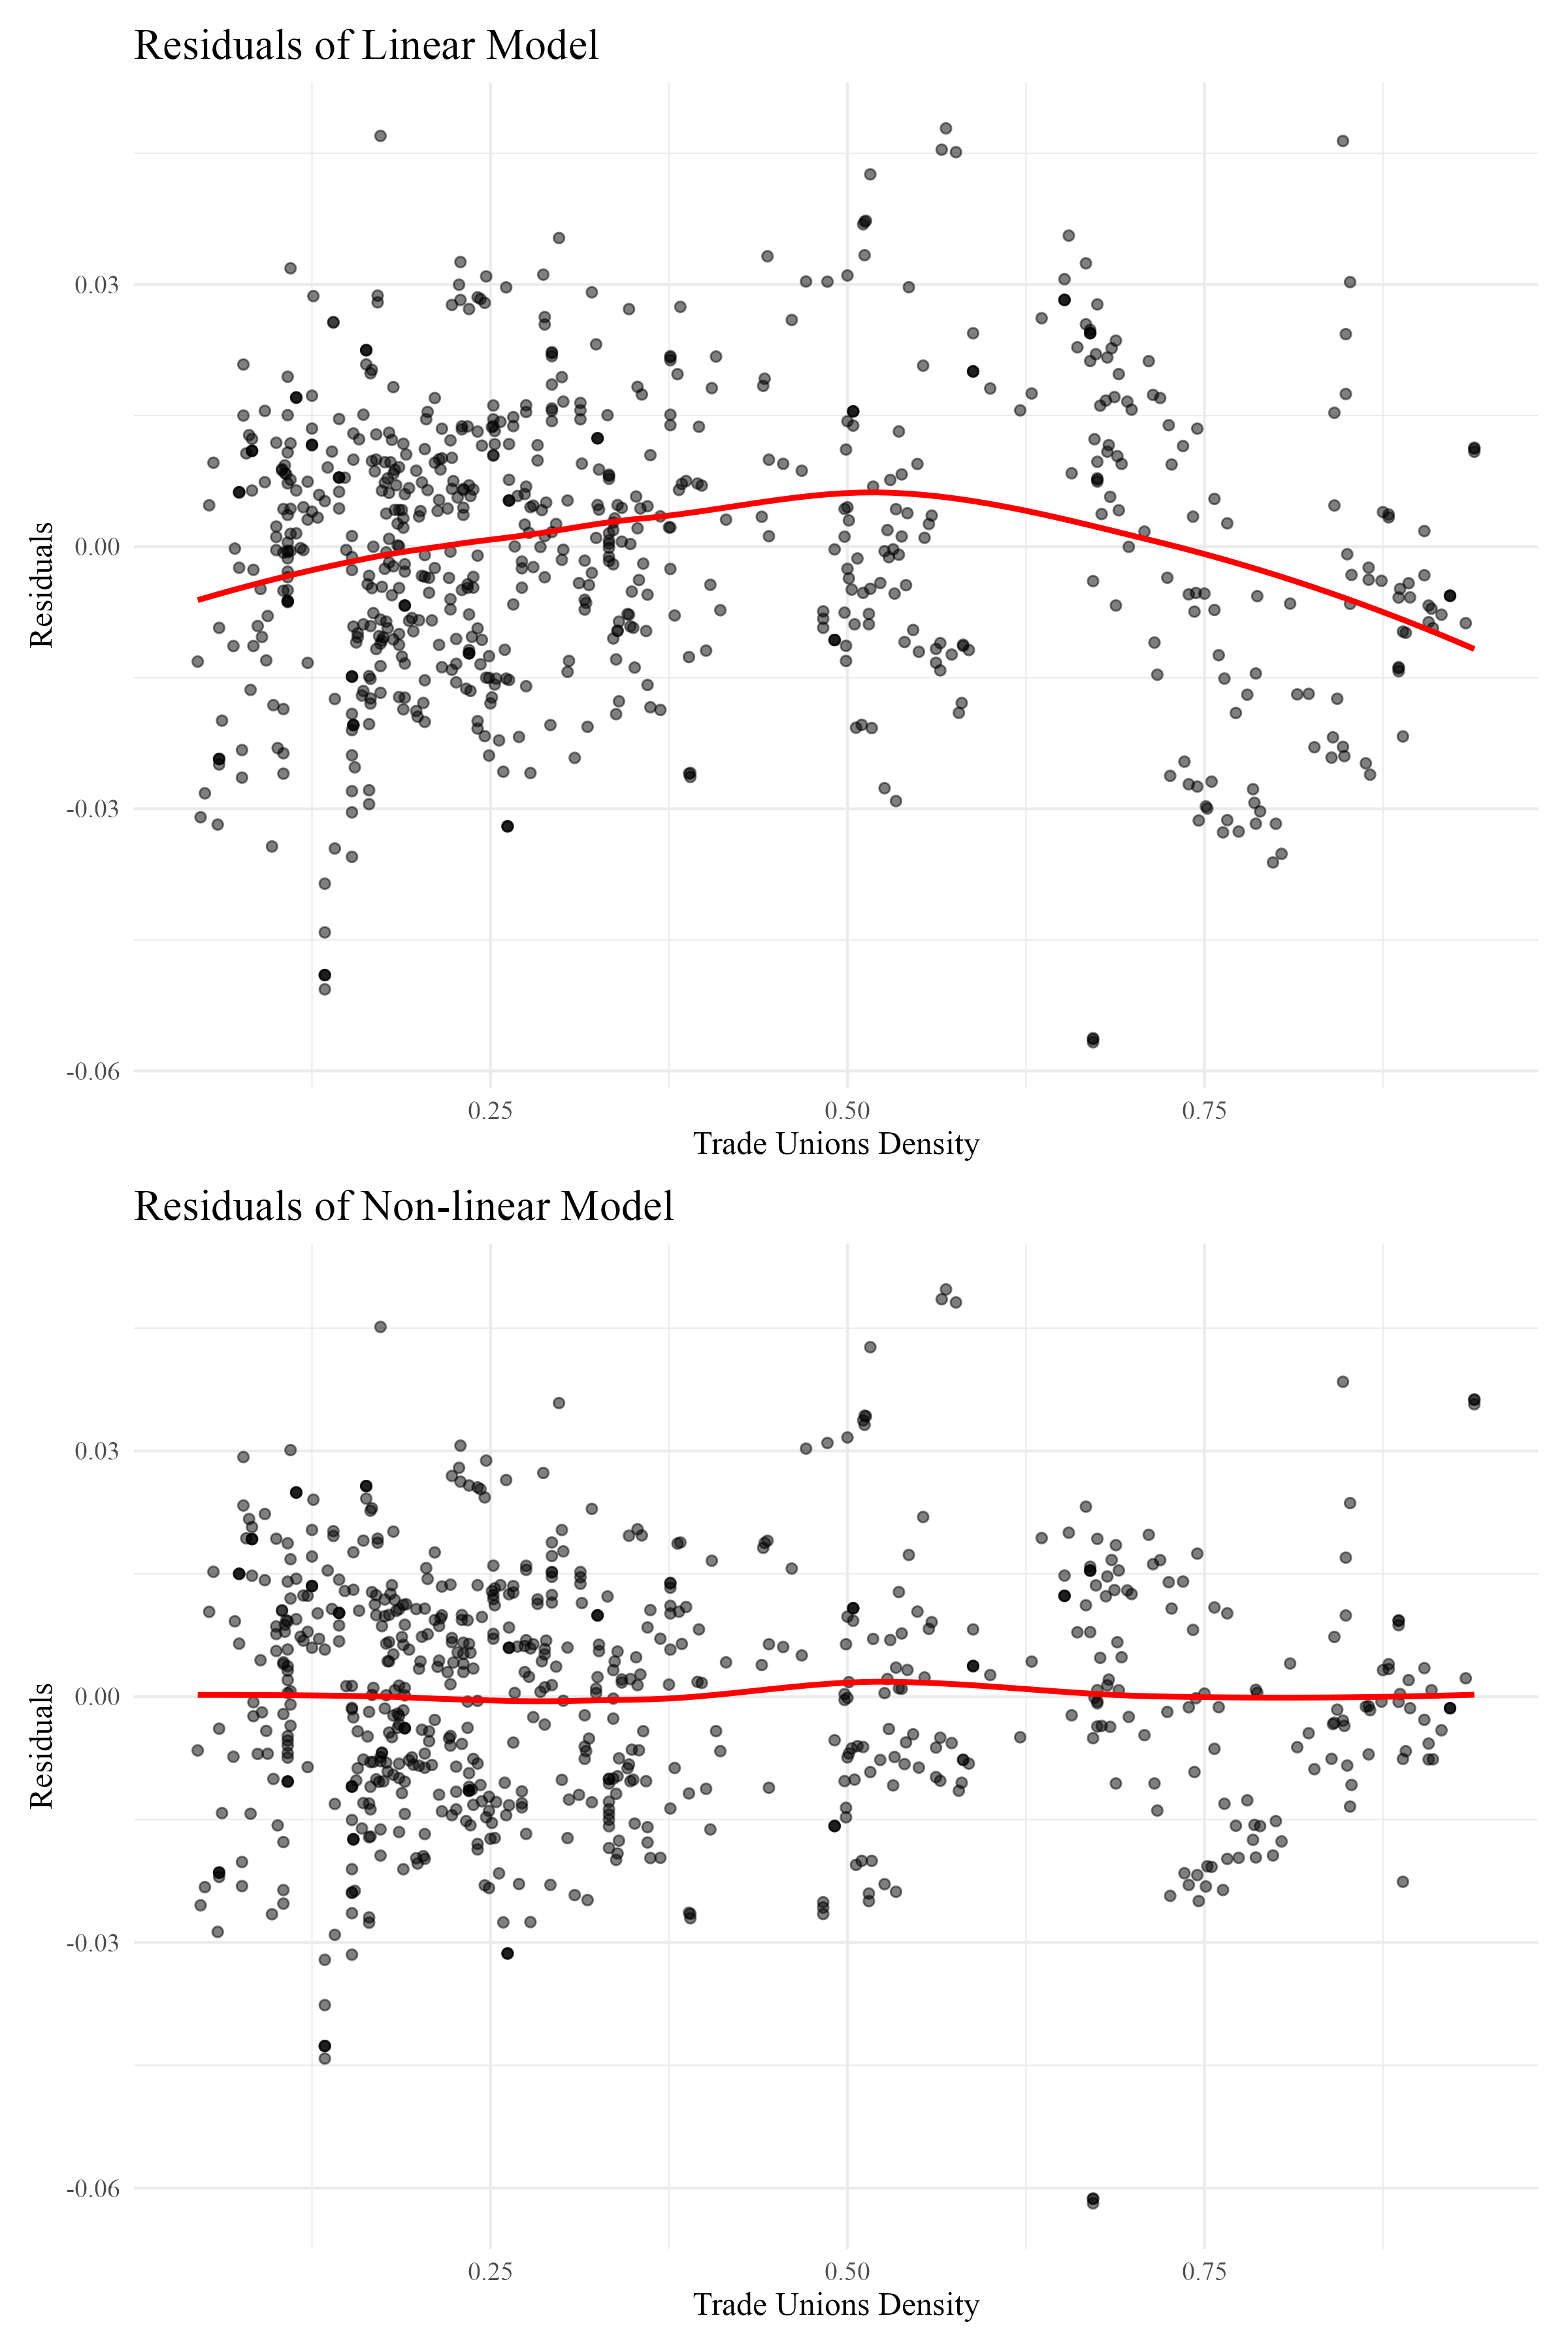 Residuals of Linear Model
Residuals
0.03
0.00
-0.03
-0.06
0.25
0.50
0.75
Trade Unions Density
Residuals of Non-linear Model
Residuals
0.03
0.00
-0.03
-0.06
0.25
0.50
0.75
Trade Unions Density